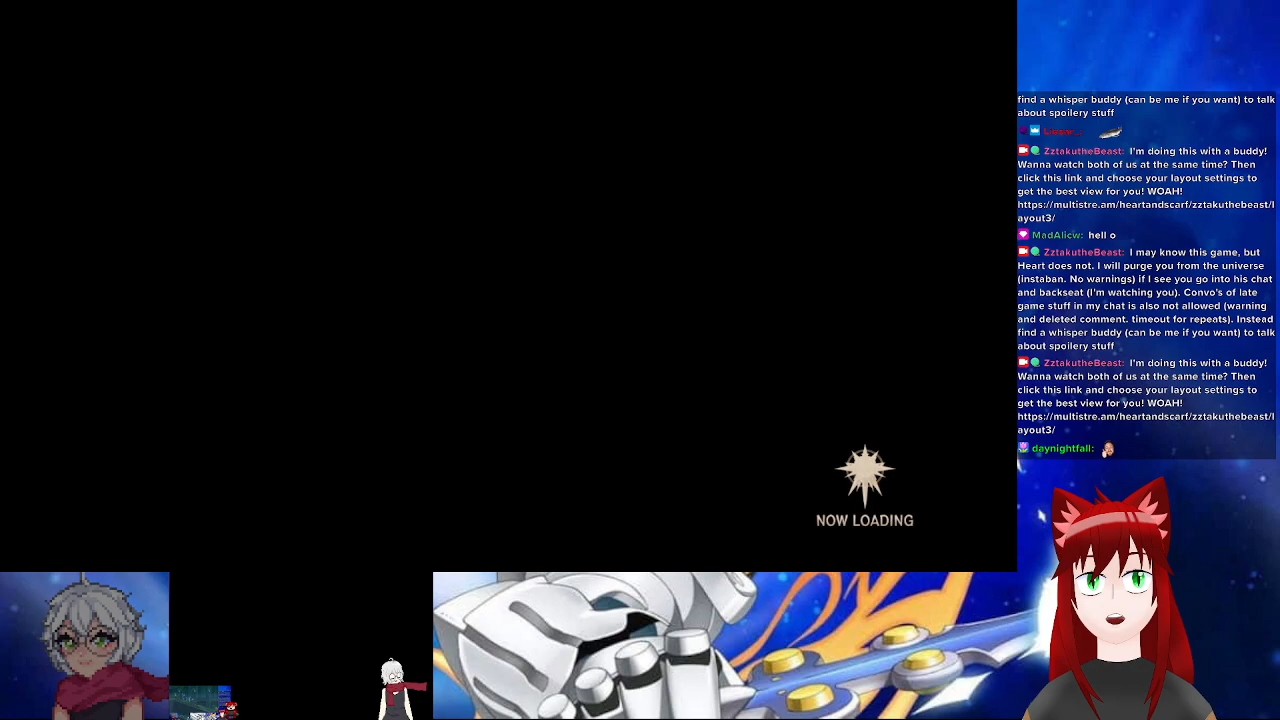 find a whisper buddy (can be me if you want) to talk
about spoilery stuff
ZztakutheBeast: I'm doing this with a buddy!
Wanna watch both of us at the same time? Then
click this link and choose your layout settings to
get the best view for you! WOAH!
https://multistre.am/heartandscarf/zztakuthebeast/l
ayout3/
MadAlicw: hell o
ZztakutheBeast: I may know this game, but
Heart does not. I will purge you from the universe
(instaban. No warnings) if I see you go into his chat
and backseat (I'm watching you). Convo's of late
game stuff in my chat is also not allowed (warning
and deleted comment. timeout for repeats). Instead
find a whisper buddy (can be me if you want) to talk
about spoilery stuff
ZztakutheBeast: I'm doing this with a buddy!
Wanna watch both of us at the same time? Then
click this link and choose your layout settings to
get the best view for you! WOAH!
https://multistre.am/heartandscarf/zztakuthebeast/l
ayout3/
daynightfall:
NOW LOADING